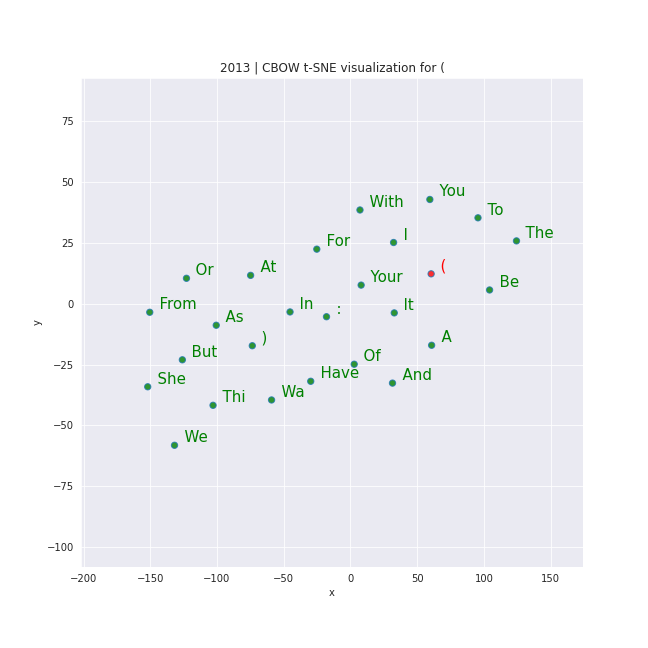 2013 | CBOW t-SNE visualization for (
75
50
25
0
−25
−50
−75
−100
y
You
With
To
I
The
For
(
At
Or
Your
Be
From
In
:
It
As
)
A
But
Of
Have
And
She
Wa
Thi
We
−200
−150
−100
−50
0
50
100
150
x